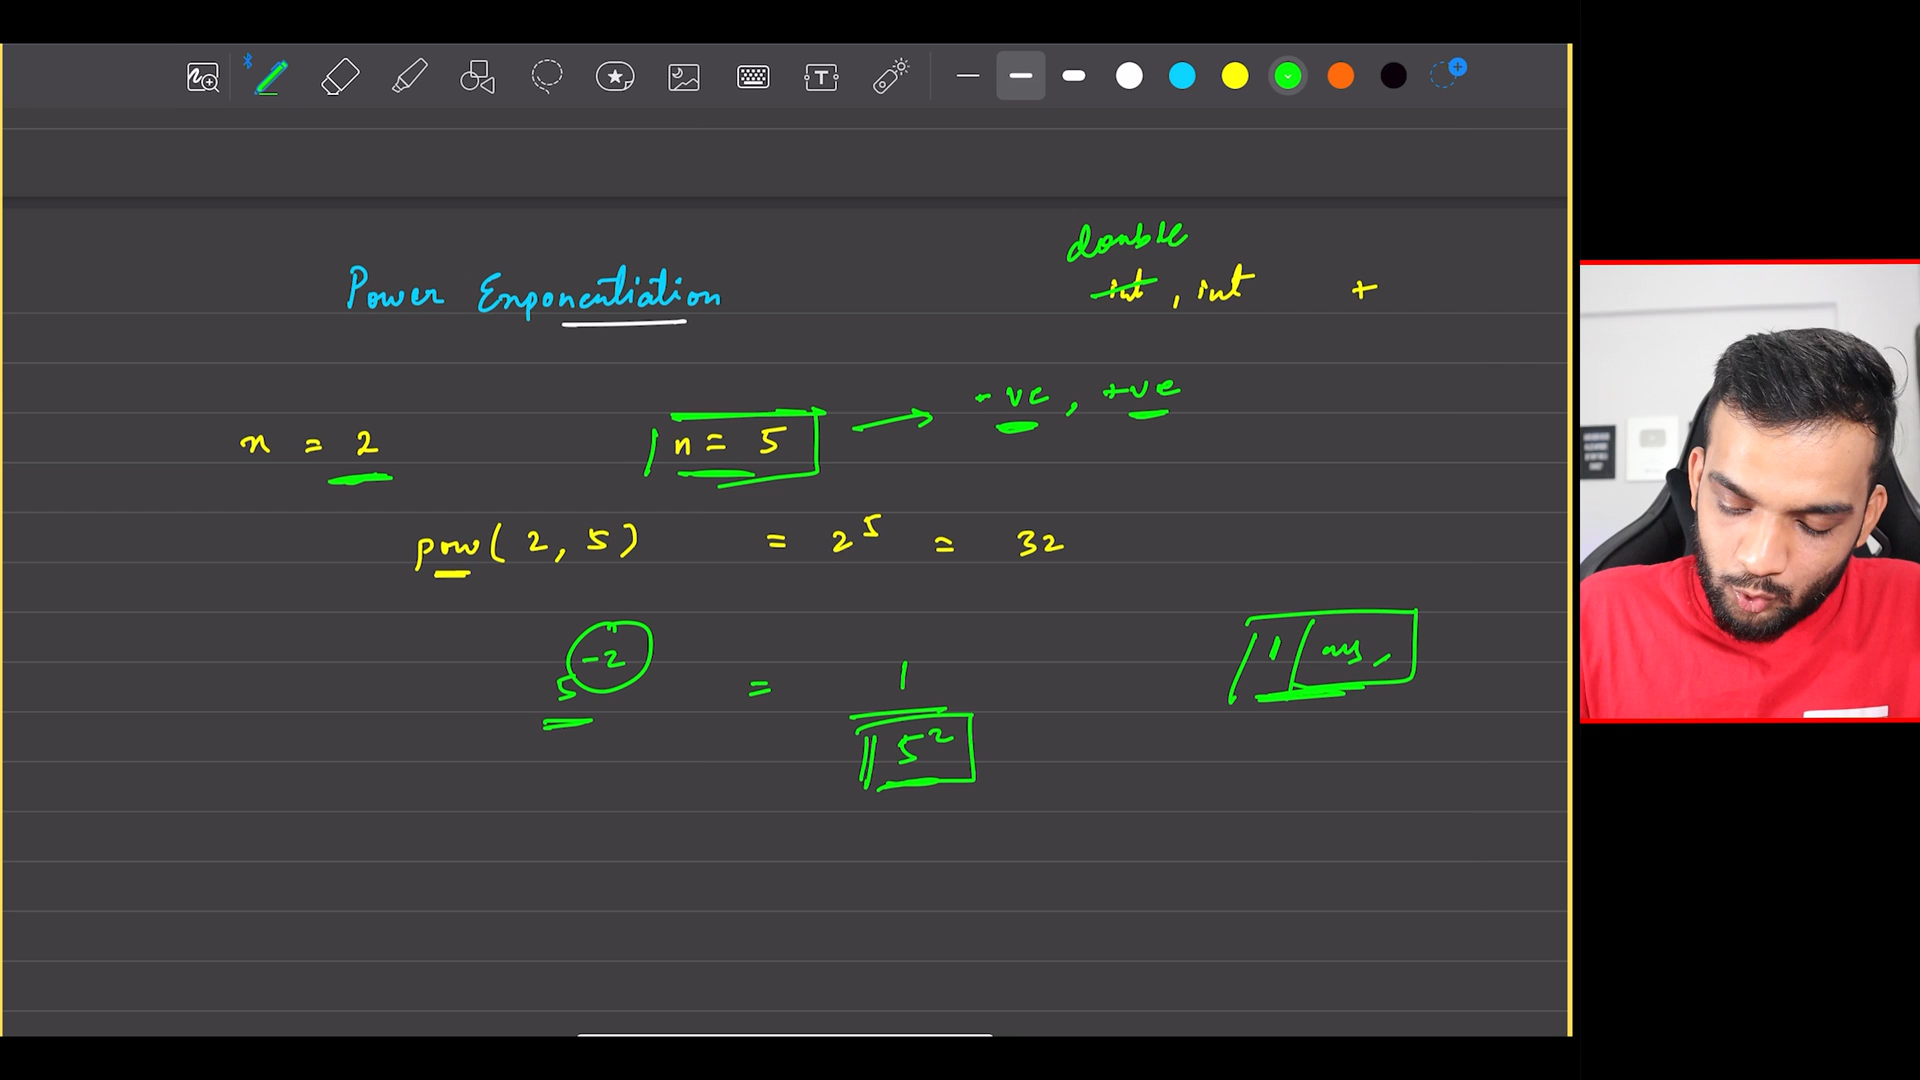 double
Power Exponentiation int, int +
-ve, +ve
x = 2 n = 5
pow(2, 5) = 2^5 = 32
5^-2 = 1/5^2
1/ans